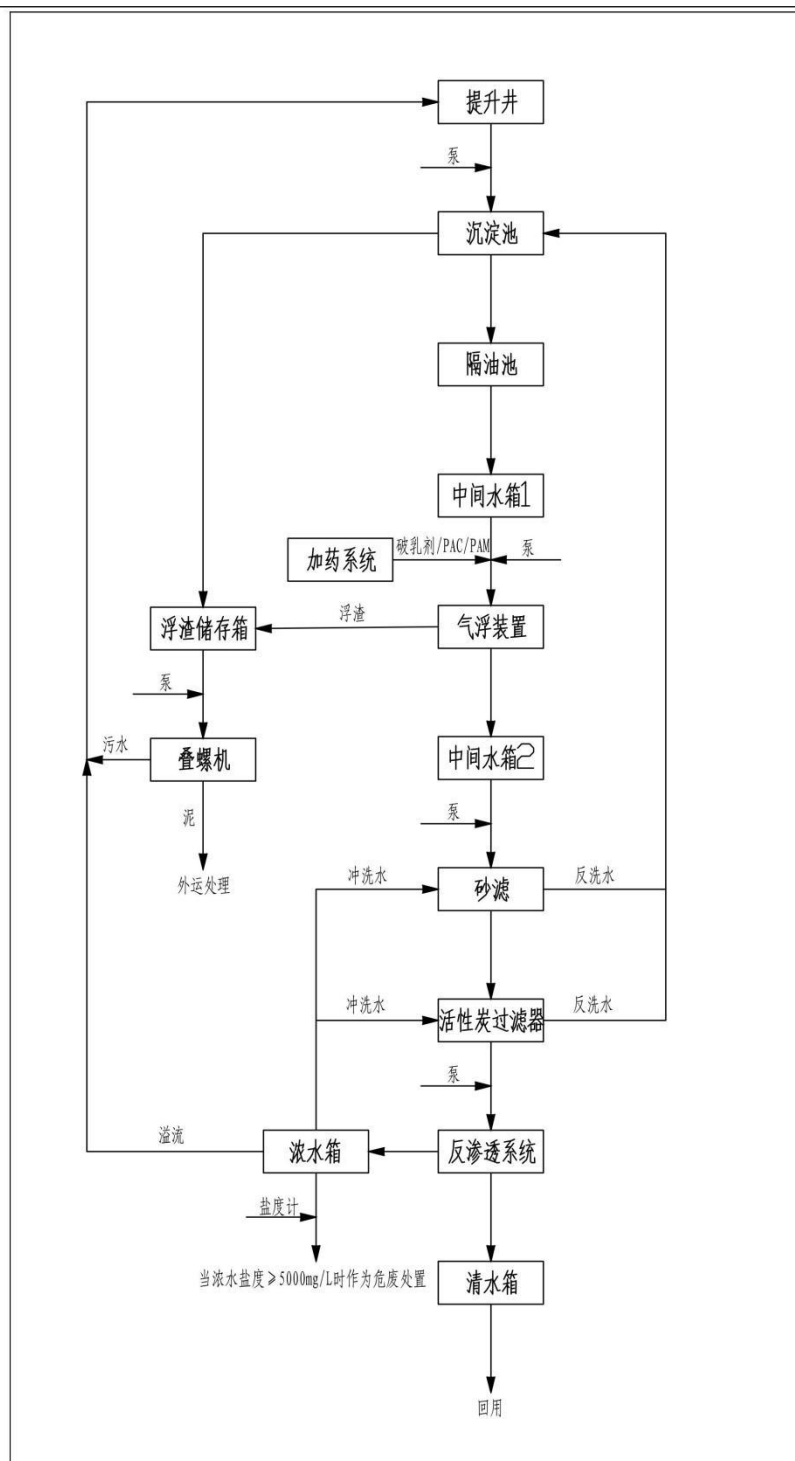 提升井
泵
沉淀池
隔油池
中间水箱1
加药系统
破乳剂/PAC/PAM
泵
浮渣储存箱
浮渣
气浮装置
泵
污水
叠螺机
中间水箱2
泥
泵
外运处理
冲洗水
砂滤
反洗水
冲洗水
活性炭过滤器
反洗水
泵
溢流
浓水箱
反渗透系统
盐度计
当浓水盐度≥5000mg/L时作为危废处置
清水箱
回用